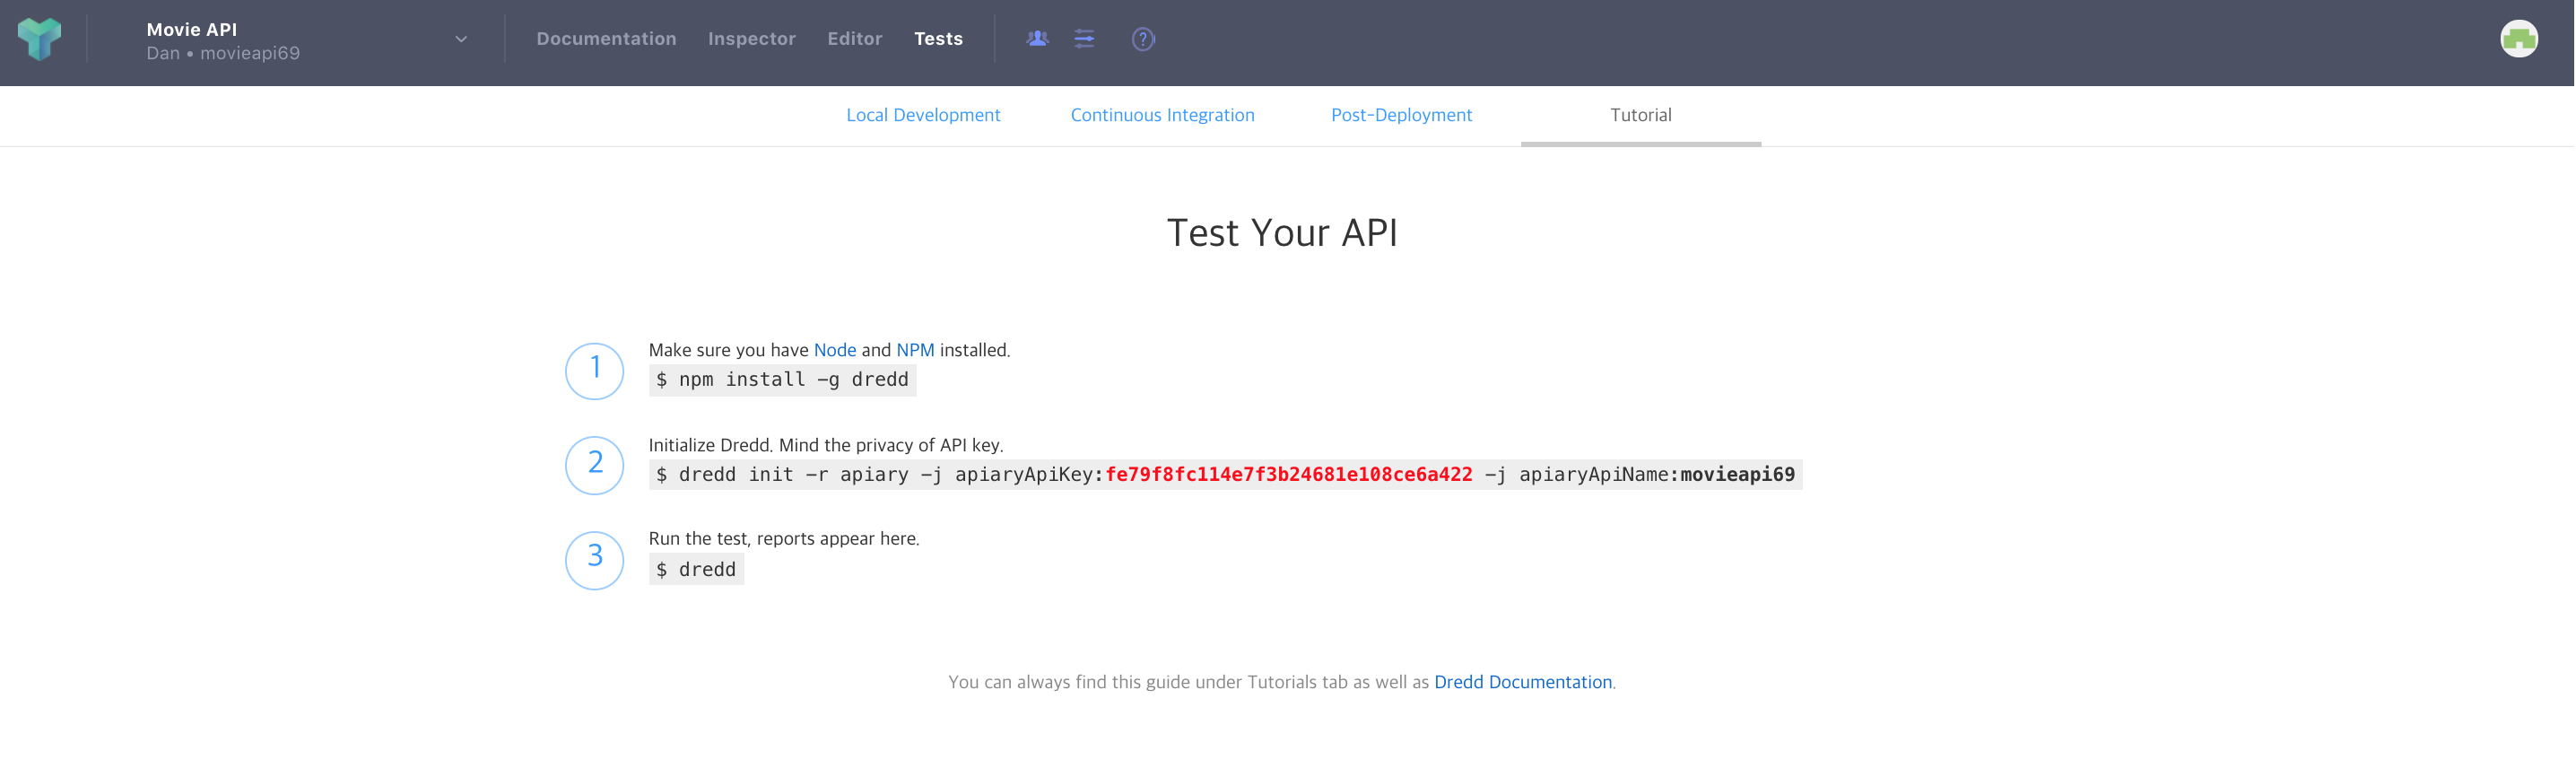 Movie API
Dan • movieapi69
Documentation Inspector Editor Tests
?
Local Development Continuous Integration Post-Deployment Tutorial
Test Your API
1
Make sure you have Node and NPM installed.
$ npm install -g dredd
2
Initialize Dredd. Mind the privacy of API key.
$ dredd init -r apiary -j apiaryApiKey:fe79f8fc114e7f3b24681e108ce6a422 -j apiaryApiName:movieapi69
3
Run the test, reports appear here.
$ dredd
You can always find this guide under Tutorials tab as well as Dredd Documentation.